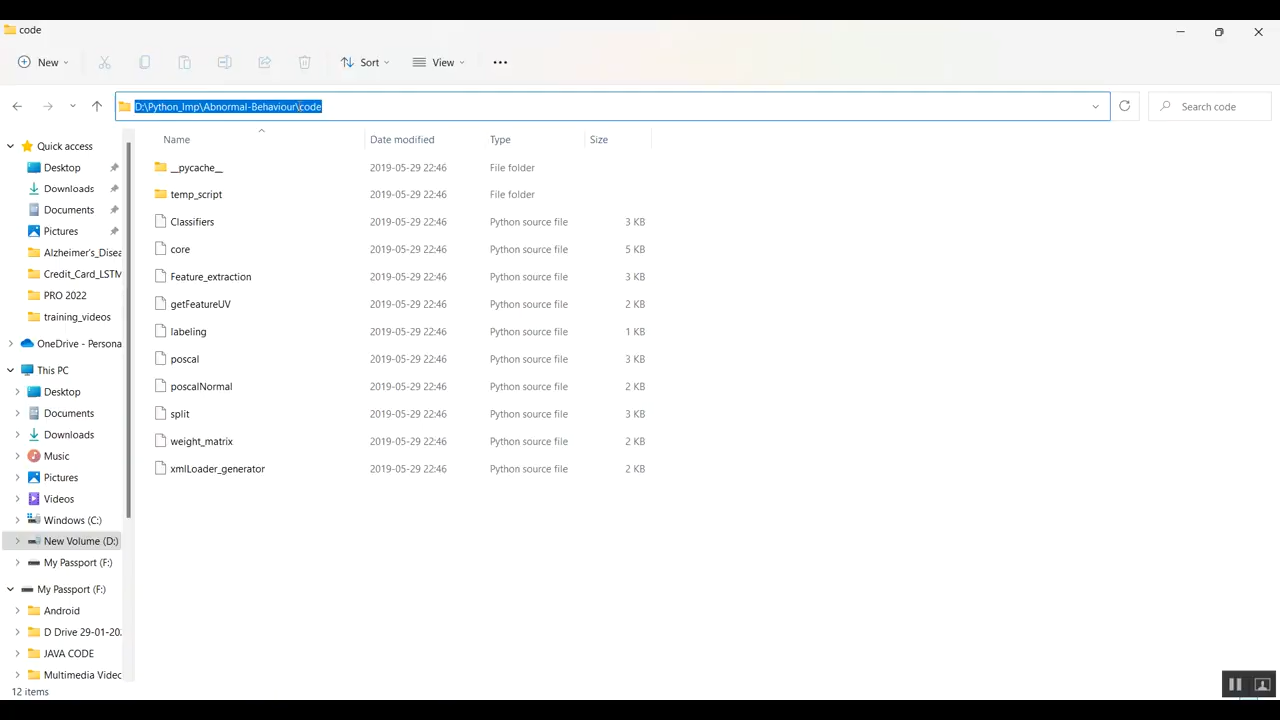 code
New
Sort
View
D:\Python_Imp\Abnormal-Behaviour\code
Search code
Quick access
Desktop
Downloads
Documents
Pictures
Alzheimer's_Disea
Credit_Card_LSTM
PRO 2022
training_videos
OneDrive - Persona
This PC
Desktop
Documents
Downloads
Music
Pictures
Videos
Windows (C:)
New Volume (D:)
My Passport (F:)
My Passport (F:)
Android
D Drive 29-01-20
JAVA CODE
Multimedia Videc
Name Date modified Type Size
__pycache__ 2019-05-29 22:46 File folder
temp_script 2019-05-29 22:46 File folder
Classifiers 2019-05-29 22:46 Python source file 3 KB
core 2019-05-29 22:46 Python source file 5 KB
Feature_extraction 2019-05-29 22:46 Python source file 3 KB
getFeatureUV 2019-05-29 22:46 Python source file 2 KB
labeling 2019-05-29 22:46 Python source file 1 KB
poscal 2019-05-29 22:46 Python source file 3 KB
poscalNormal 2019-05-29 22:46 Python source file 2 KB
split 2019-05-29 22:46 Python source file 3 KB
weight_matrix 2019-05-29 22:46 Python source file 2 KB
xmlLoader_generator 2019-05-29 22:46 Python source file 2 KB
12 items